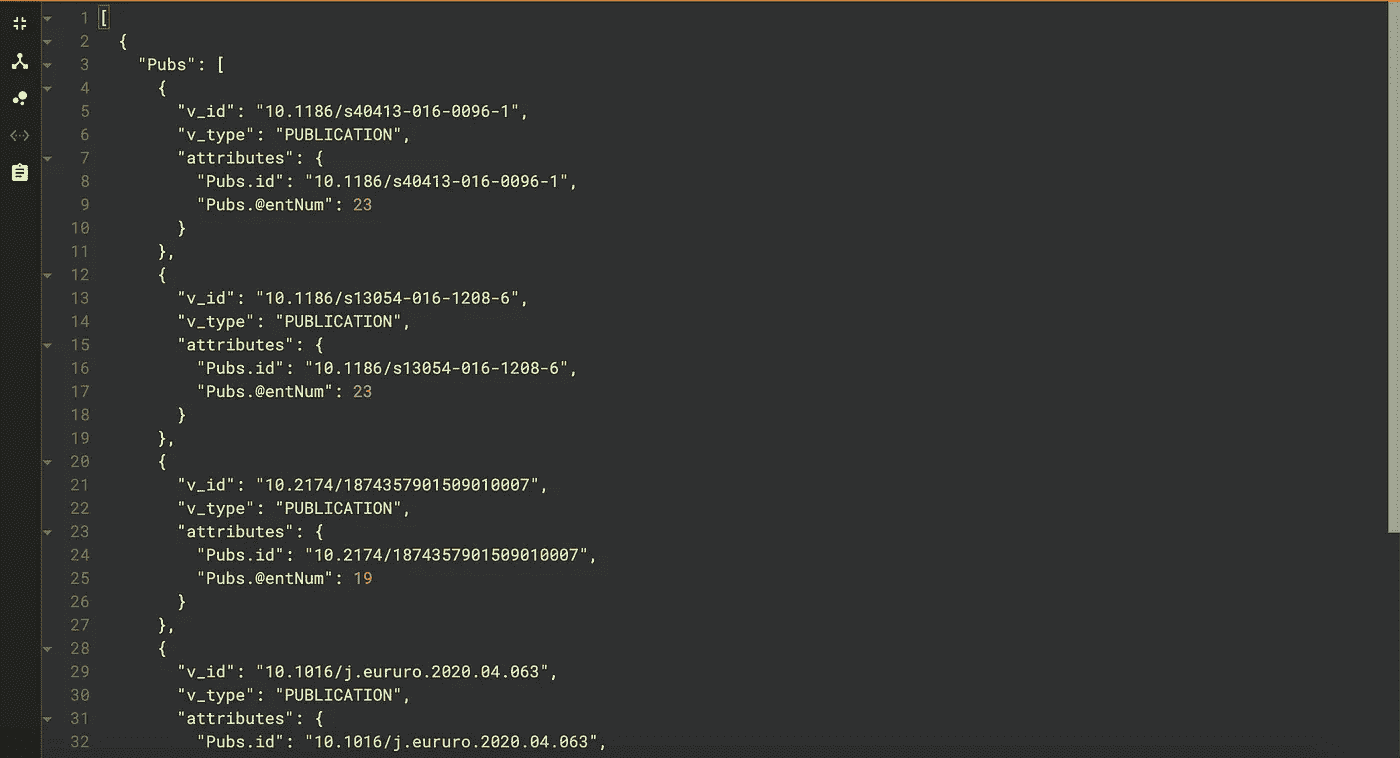 1 [
2 {
3 "Pubs": [
4 {
5 "v_id": "10.1186/s40413-016-0096-1",
6 "v_type": "PUBLICATION",
7 "attributes": {
8 "Pubs.id": "10.1186/s40413-016-0096-1",
9 "Pubs.@entNum": 23
10 }
11 },
12 {
13 "v_id": "10.1186/s13054-016-1208-6",
14 "v_type": "PUBLICATION",
15 "attributes": {
16 "Pubs.id": "10.1186/s13054-016-1208-6",
17 "Pubs.@entNum": 23
18 }
19 },
20 {
21 "v_id": "10.2174/1874357901509010007",
22 "v_type": "PUBLICATION",
23 "attributes": {
24 "Pubs.id": "10.2174/1874357901509010007",
25 "Pubs.@entNum": 19
26 }
27 },
28 {
29 "v_id": "10.1016/j.eururo.2020.04.063",
30 "v_type": "PUBLICATION",
31 "attributes": {
32 "Pubs.id": "10.1016/j.eururo.2020.04.063",